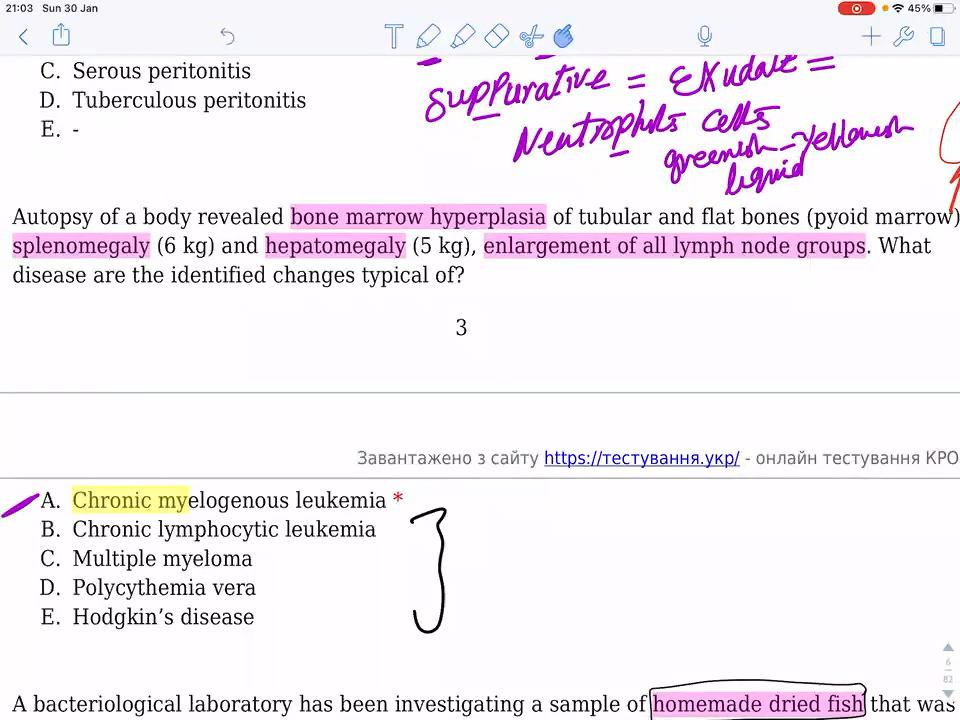 21:03 Sun 30 Jan
45%
T
C. Serous peritonitis
D. Tuberculous peritonitis
E. -
Suppurative = Exudate =
Neutrophils cells
greenish - yellowish
liquid
Autopsy of a body revealed bone marrow hyperplasia of tubular and flat bones (pyoid marrow)
splenomegaly (6 kg) and hepatomegaly (5 kg), enlargement of all lymph node groups. What
disease are the identified changes typical of?
3
Завантажено з сайту https://тестування.укр/ - онлайн тестування КРО
A. Chronic myelogenous leukemia *
B. Chronic lymphocytic leukemia
C. Multiple myeloma
D. Polycythemia vera
E. Hodgkin’s disease
6
82
A bacteriological laboratory has been investigating a sample of homemade dried fish that was